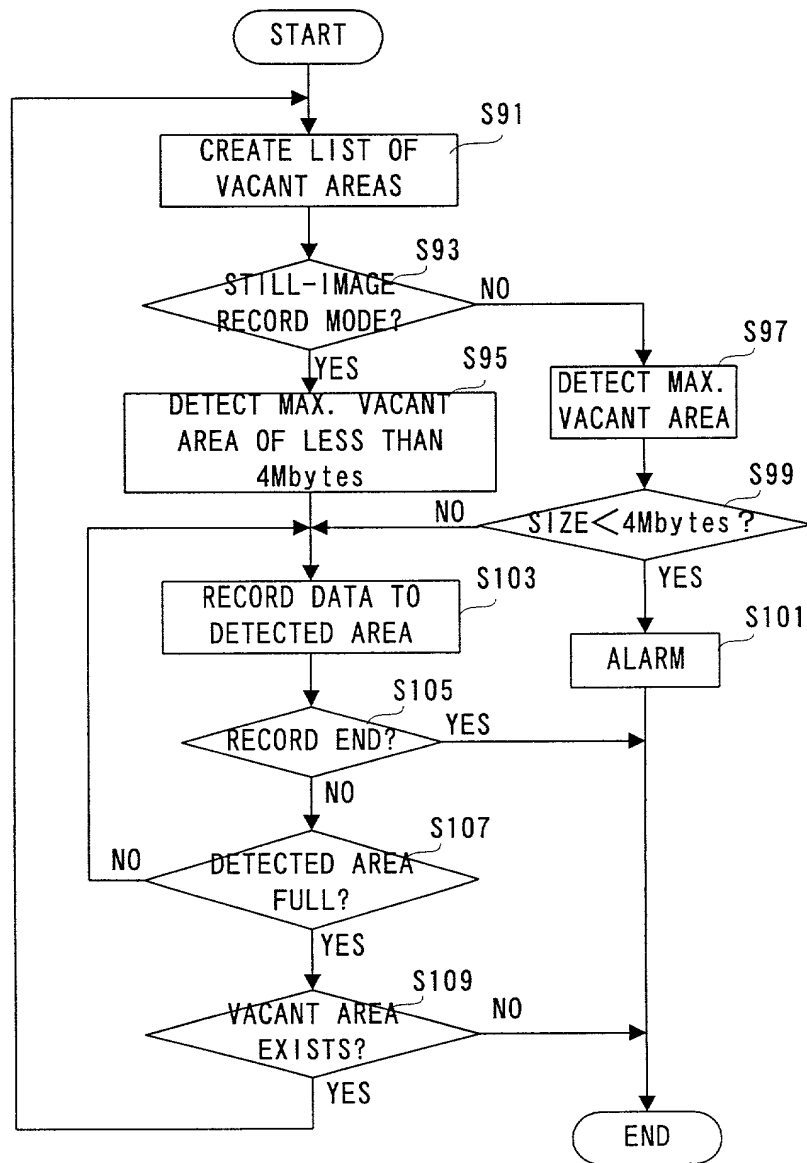 START
S91
CREATE LIST OF
VACANT AREAS
S93
STILL-IMAGE
RECORD MODE?
NO
YES
S95
DETECT MAX. VACANT
AREA OF LESS THAN
4Mbytes
S97
DETECT MAX.
VACANT AREA
S99
SIZE<4Mbytes?
NO
YES
S101
ALARM
S103
RECORD DATA TO
DETECTED AREA
S105
RECORD END?
YES
NO
S107
DETECTED AREA
FULL?
NO
YES
S109
VACANT AREA
EXISTS?
NO
YES
END